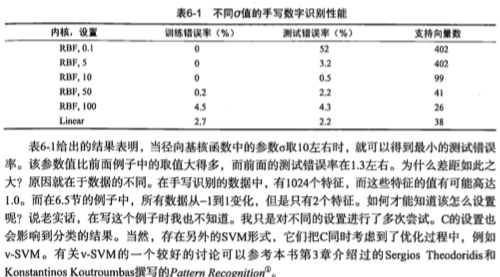 表6-1 不同σ值的手写数字识别性能
内核，设置 训练错误率（%） 测试错误率（%） 支持向量数
RBF, 0.1 0 52 402
RBF, 5 0 3.2 402
RBF, 10 0 0.5 99
RBF, 50 0.2 2.2 41
RBF, 100 4.5 4.3 26
Linear 2.7 2.2 38
表6-1给出的结果表明，当径向基核函数中的参数σ取10左右时，就可以得到最小的测试错误
率。该参数值比前面例子中的取值大得多，而前面的测试错误率在1.3左右。为什么差距如此之
大？原因就在于数据的不同。在手写识别的数据中，有1024个特征，而这些特征的值有可能高达
1.0。而在6.5节的例子中，所有数据从-1到1变化，但是只有2个特征。如何才能知道该怎么设置
呢？说老实话，在写这个例子时我也不知道。我只是对不同的设置进行了多次尝试。C的设置也
会影响到分类的结果。当然，存在另外的SVM形式，它们把C同时考虑到了优化过程中，例如
v-SVM。有关v-SVM的一个较好的讨论可以参考本书第3章介绍过的Sergios Theodoridis和
Konstantinos Koutroumbas撰写的Pattern Recognition①。